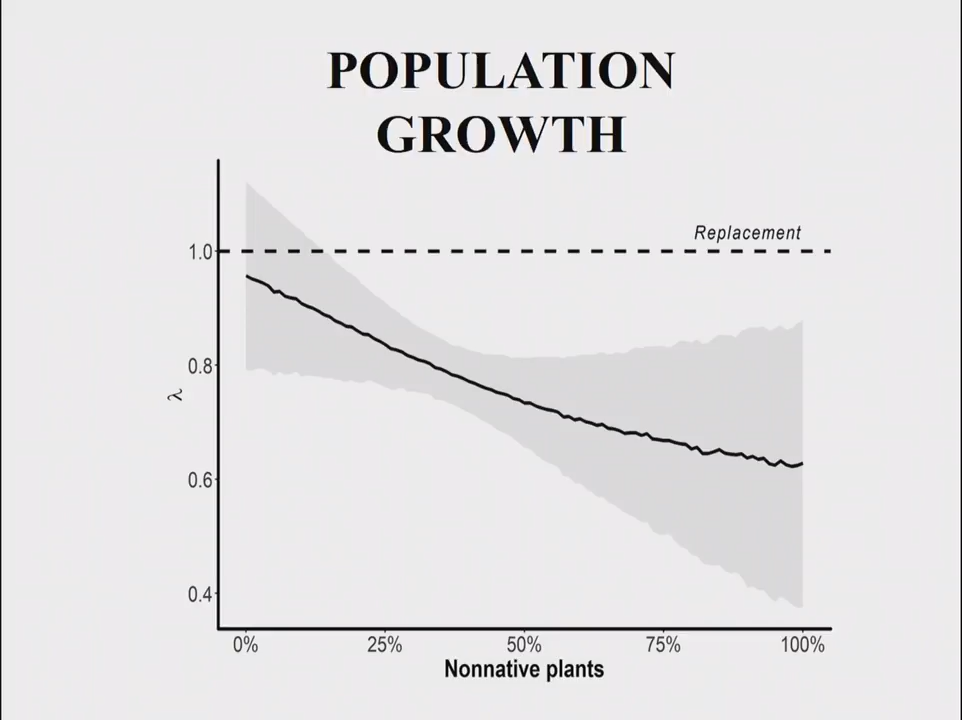 POPULATION
GROWTH
Replacement
1.0
0.8
λ
0.6
0.4
0% 25% 50% 75% 100%
Nonnative plants